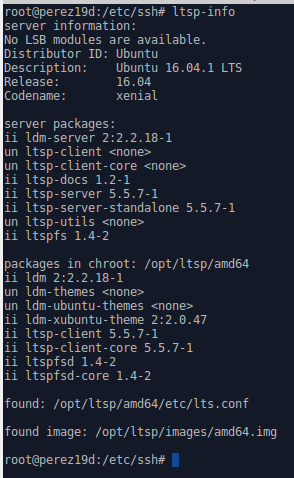 root@perez19d:/etc/ssh# ltsp-info
server information:
No LSB modules are available.
Distributor ID: Ubuntu
Description:    Ubuntu 16.04.1 LTS
Release:        16.04
Codename:       xenial

server packages:
ii ldm-server 2:2.2.18-1
un ltsp-client <none>
un ltsp-client-core <none>
ii ltsp-docs 1.2-1
ii ltsp-server 5.5.7-1
ii ltsp-server-standalone 5.5.7-1
un ltsp-utils <none>
ii ltspfs 1.4-2

packages in chroot: /opt/ltsp/amd64
ii ldm 2:2.2.18-1
un ldm-themes <none>
un ldm-ubuntu-themes <none>
ii ldm-xubuntu-theme 2:2.0.47
ii ltsp-client 5.5.7-1
ii ltsp-client-core 5.5.7-1
ii ltspfsd 1.4-2
ii ltspfsd-core 1.4-2

found: /opt/ltsp/amd64/etc/lts.conf

found image: /opt/ltsp/images/amd64.img

root@perez19d:/etc/ssh#